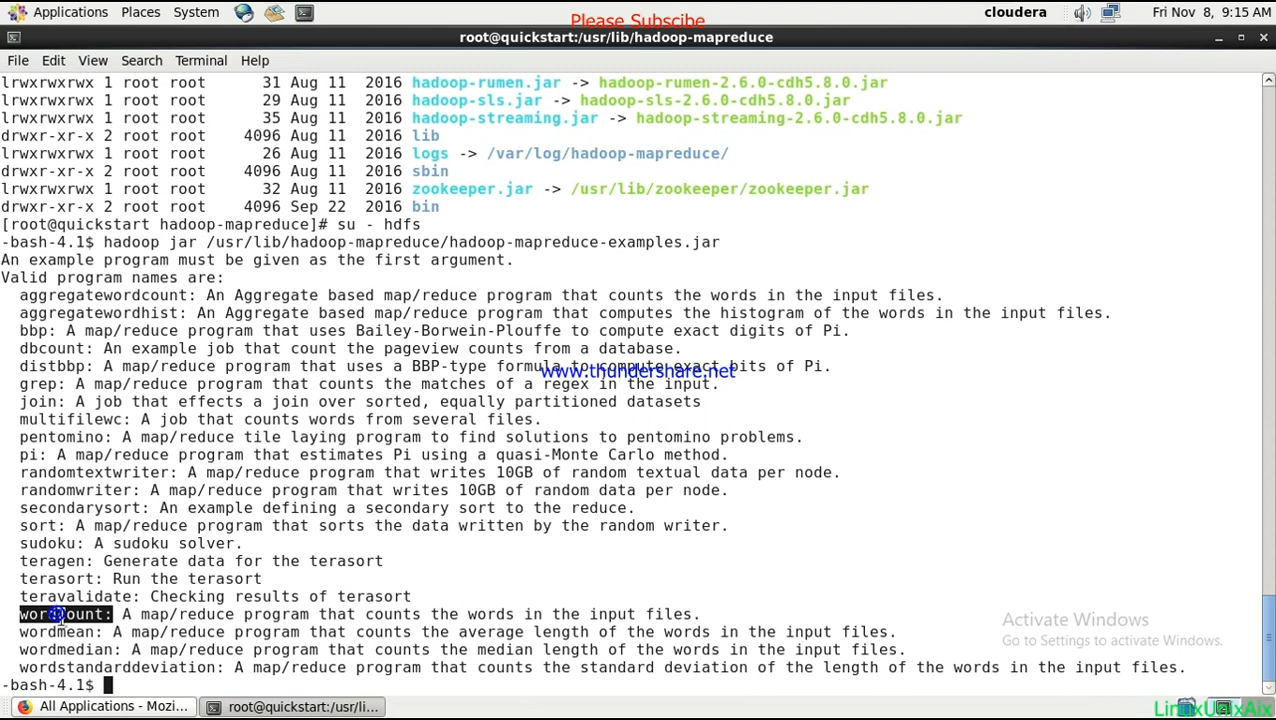 Applications Places System cloudera Fri Nov 8, 9:15 AM
Please Subscibe
root@quickstart:/usr/lib/hadoop-mapreduce
File Edit View Search Terminal Help
lrwxrwxrwx 1 root root 31 Aug 11 2016 hadoop-rumen.jar -> hadoop-rumen-2.6.0-cdh5.8.0.jar
lrwxrwxrwx 1 root root 29 Aug 11 2016 hadoop-sls.jar -> hadoop-sls-2.6.0-cdh5.8.0.jar
lrwxrwxrwx 1 root root 35 Aug 11 2016 hadoop-streaming.jar -> hadoop-streaming-2.6.0-cdh5.8.0.jar
drwxr-xr-x 2 root root 4096 Aug 11 2016 lib
lrwxrwxrwx 1 root root 26 Aug 11 2016 logs -> /var/log/hadoop-mapreduce/
drwxr-xr-x 2 root root 4096 Aug 11 2016 sbin
lrwxrwxrwx 1 root root 32 Aug 11 2016 zookeeper.jar -> /usr/lib/zookeeper/zookeeper.jar
drwxr-xr-x 2 root root 4096 Sep 22 2016 bin
[root@quickstart hadoop-mapreduce]# su - hdfs
-bash-4.1$ hadoop jar /usr/lib/hadoop-mapreduce/hadoop-mapreduce-examples.jar
An example program must be given as the first argument.
Valid program names are:
aggregatewordcount: An Aggregate based map/reduce program that counts the words in the input files.
aggregatewordhist: An Aggregate based map/reduce program that computes the histogram of the words in the input files.
bbp: A map/reduce program that uses Bailey-Borwein-Plouffe to compute exact digits of Pi.
dbcount: An example job that count the pageview counts from a database.
distbbp: A map/reduce program that uses a BBP-type formula to compute exact bits of Pi.
www.thundershare.net
grep: A map/reduce program that counts the matches of a regex in the input.
join: A job that effects a join over sorted, equally partitioned datasets
multifilewc: A job that counts words from several files.
pentomino: A map/reduce tile laying program to find solutions to pentomino problems.
pi: A map/reduce program that estimates Pi using a quasi-Monte Carlo method.
randomtextwriter: A map/reduce program that writes 10GB of random textual data per node.
randomwriter: A map/reduce program that writes 10GB of random data per node.
secondarysort: An example defining a secondary sort to the reduce.
sort: A map/reduce program that sorts the data written by the random writer.
sudoku: A sudoku solver.
teragen: Generate data for the terasort
terasort: Run the terasort
teravalidate: Checking results of terasort
wordcount: A map/reduce program that counts the words in the input files.
wordmean: A map/reduce program that counts the average length of the words in the input files.
wordmedian: A map/reduce program that counts the median length of the words in the input files.
wordstandarddeviation: A map/reduce program that counts the standard deviation of the length of the words in the input files.
-bash-4.1$
Activate Windows
Go to Settings to activate Windows.
All Applications - Mozi... root@quickstart:/usr/li...
LinuxUnixAix